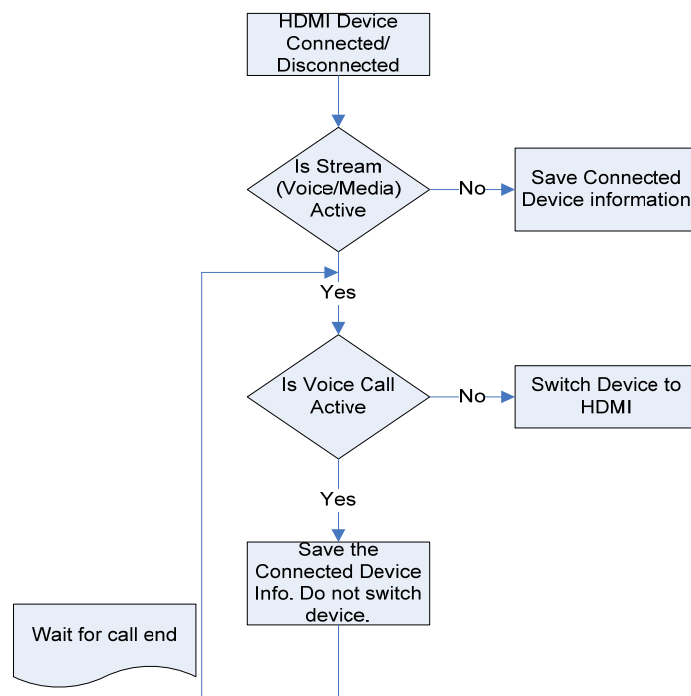 HDMI Device
Connected/
Disconnected
Is Stream
(Voice/Media)
Active
No
Save Connected
Device information
Yes
Is Voice Call
Active
No
Switch Device to
HDMI
Yes
Save the
Connected Device
Info. Do not switch
device.
Wait for call end